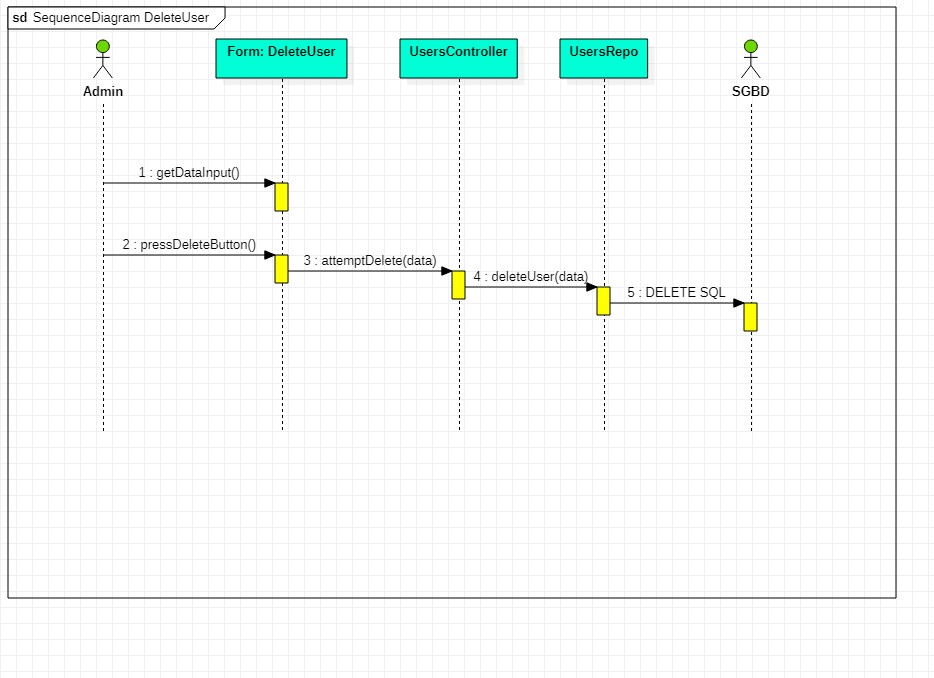 sd SequenceDiagram DeleteUser
Form: DeleteUser
UsersController
UsersRepo
Admin
SGBD
1 : getDataInput()
2 : pressDeleteButton()
3 : attemptDelete(data)
4 : deleteUser(data)
5 : DELETE SQL